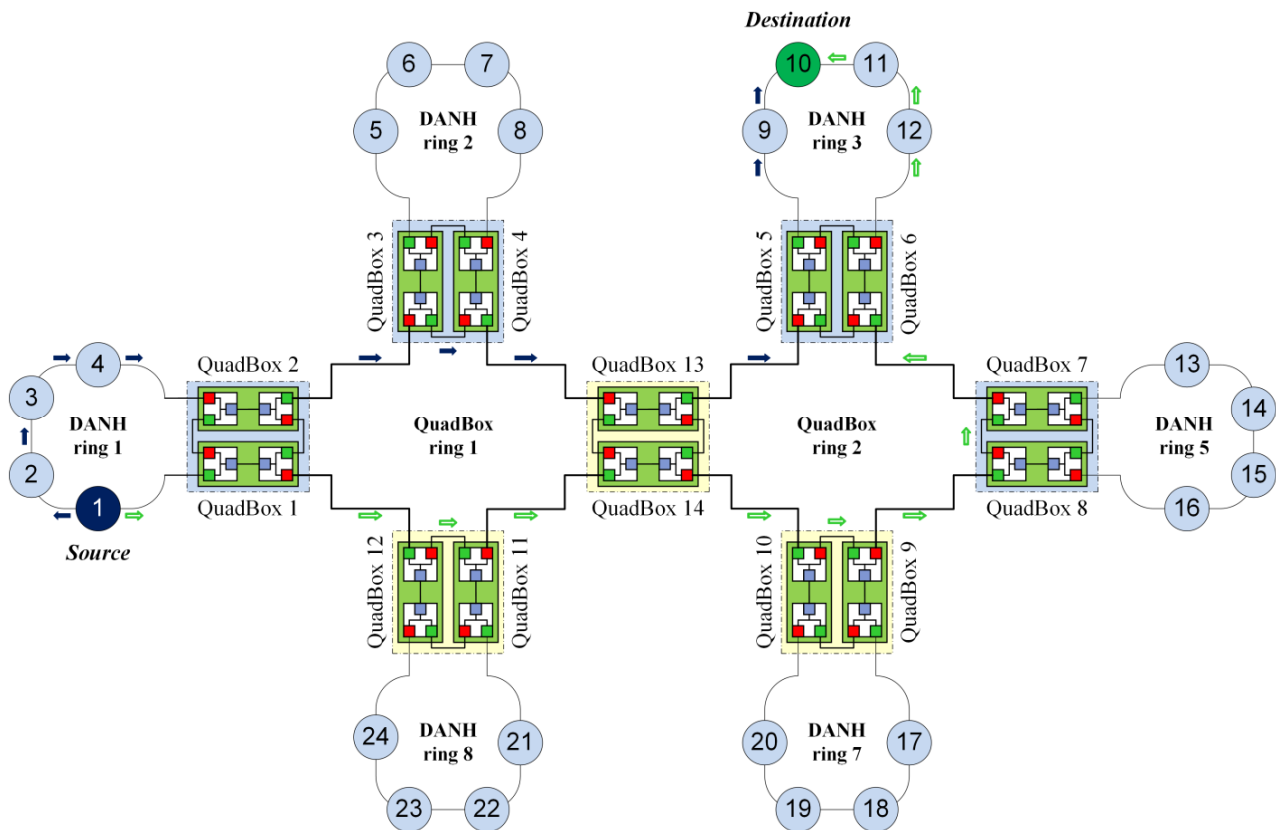 Destination
6
7
10
11
5
DANH
ring 2
8
9
DANH
ring 3
12
QuadBox 3
QuadBox 4
QuadBox 5
QuadBox 6
4
QuadBox 2
QuadBox 13
QuadBox 7
13
3
DANH
ring 1
QuadBox
ring 1
QuadBox
ring 2
14
DANH
ring 5
2
15
1
QuadBox 1
QuadBox 14
QuadBox 8
16
Source
QuadBox 12
QuadBox 11
QuadBox 10
QuadBox 9
24
DANH
ring 8
21
20
DANH
ring 7
17
23
22
19
18